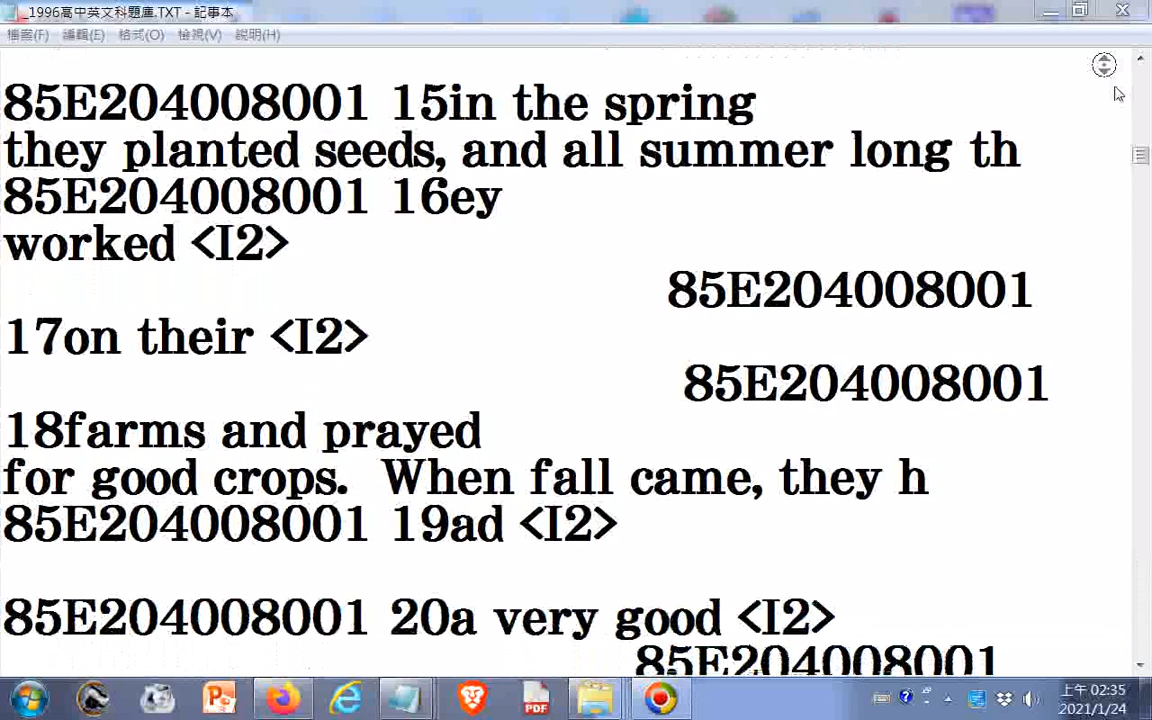 _1996高中英文科題庫.TXT - 記事本
檔案(F) 編輯(E) 格式(O) 檢視(V) 說明(H)
85E204008001 15in the spring
they planted seeds, and all summer long th
85E204008001 16ey
worked <I2>
85E204008001
17on their <I2>
85E204008001
18farms and prayed
for good crops.  When fall came, they h
85E204008001 19ad <I2>
85E204008001 20a very good <I2>
85E204008001
PDF
上午 02:35
2021/1/24